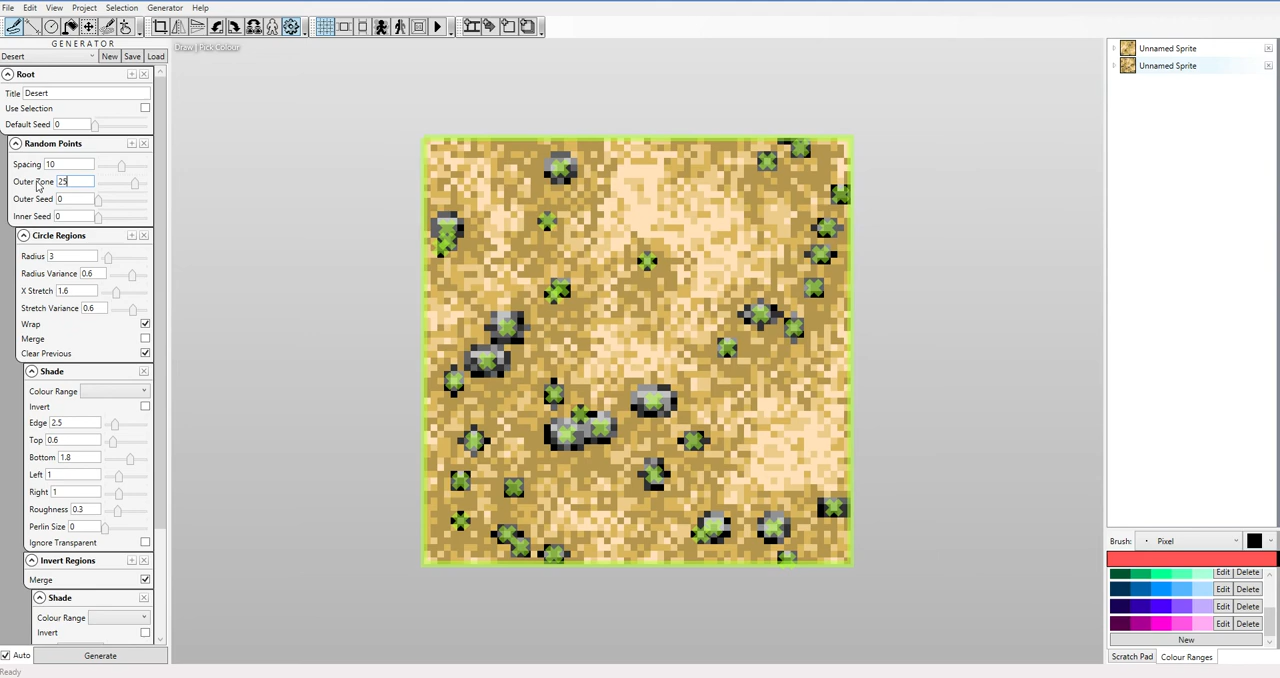 File Edit View Project Selection Generator Help
GENERATOR
Draw | Pick Colour
Desert New Save Load
Root
Title Desert
Use Selection
Default Seed 0
Random Points
Spacing 10
Outer Zone 25
Outer Seed 0
Inner Seed 0
Circle Regions
Radius 3
Radius Variance 0.6
X Stretch 1.6
Stretch Variance 0.6
Wrap
Merge
Clear Previous
Shade
Colour Range
Invert
Edge 2.5
Top 0.6
Bottom 1.8
Left 1
Right 1
Roughness 0.3
Perlin Size 0
Ignore Transparent
Invert Regions
Merge
Shade
Colour Range
Invert
Auto Generate
Ready
Unnamed Sprite
Unnamed Sprite
Brush: Pixel
Edit Delete
Edit Delete
Edit Delete
Edit Delete
New
Scratch Pad Colour Ranges